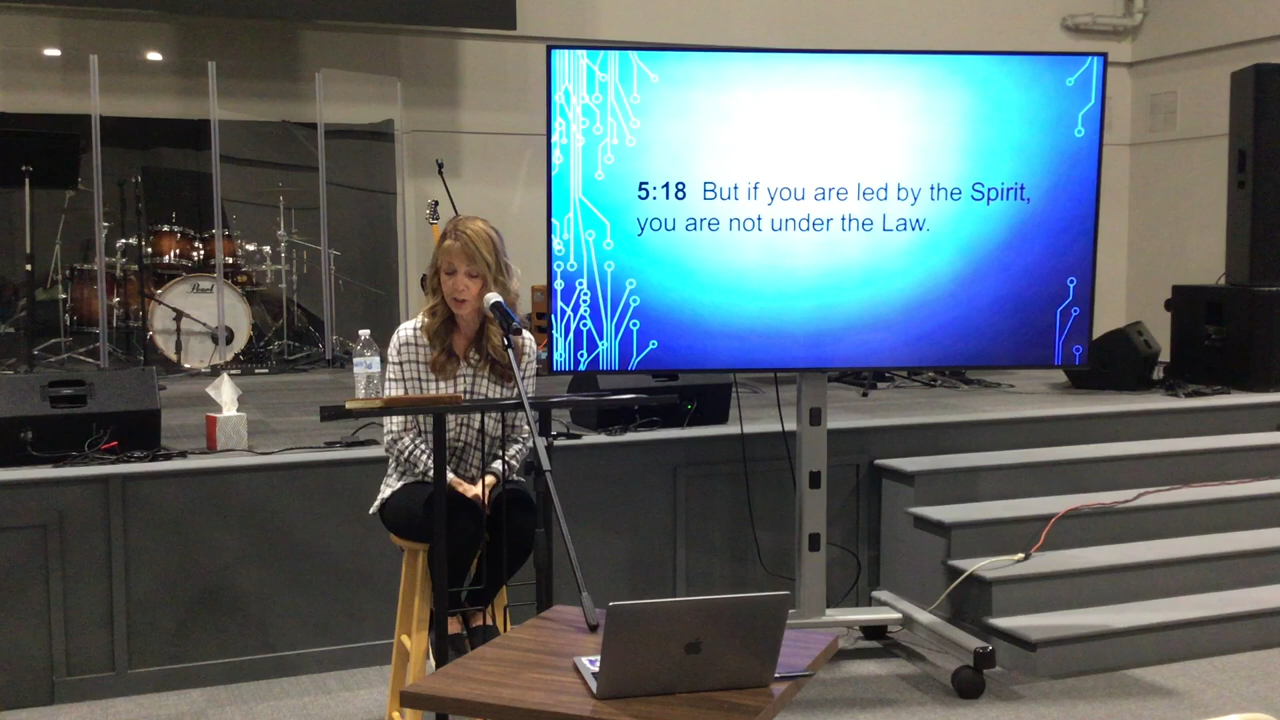 5:18 But if you are led by the Spirit,
you are not under the Law.
Pearl